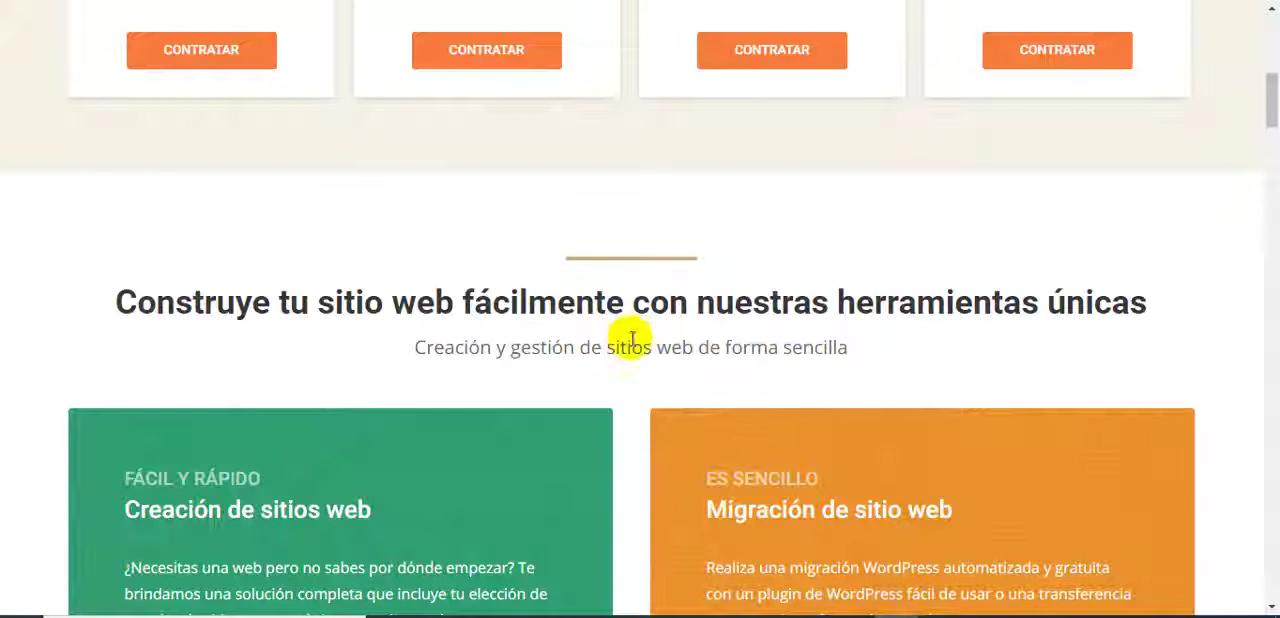 CONTRATAR CONTRATAR CONTRATAR CONTRATAR
Construye tu sitio web fácilmente con nuestras herramientas únicas
Creación y gestión de sitios web de forma sencilla
FÁCIL Y RÁPIDO
Creación de sitios web
¿Necesitas una web pero no sabes por dónde empezar? Te
brindamos una solución completa que incluye tu elección de
ES SENCILLO
Migración de sitio web
Realiza una migración WordPress automatizada y gratuita
con un plugin de WordPress fácil de usar o una transferencia